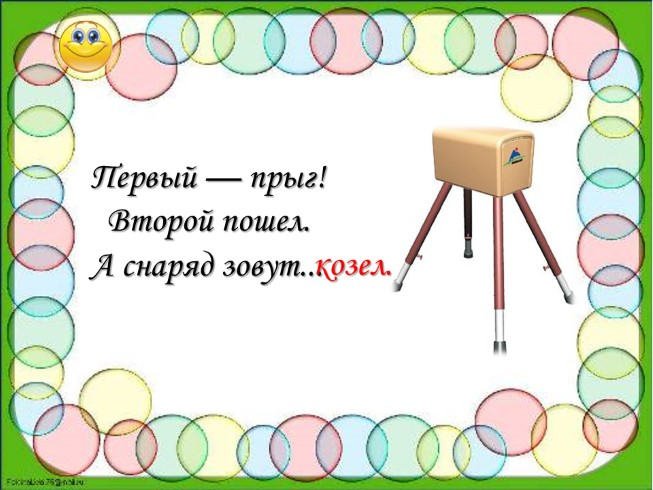 Первый — прыг!
Второй пошел.
А снаряд зовут...козел.